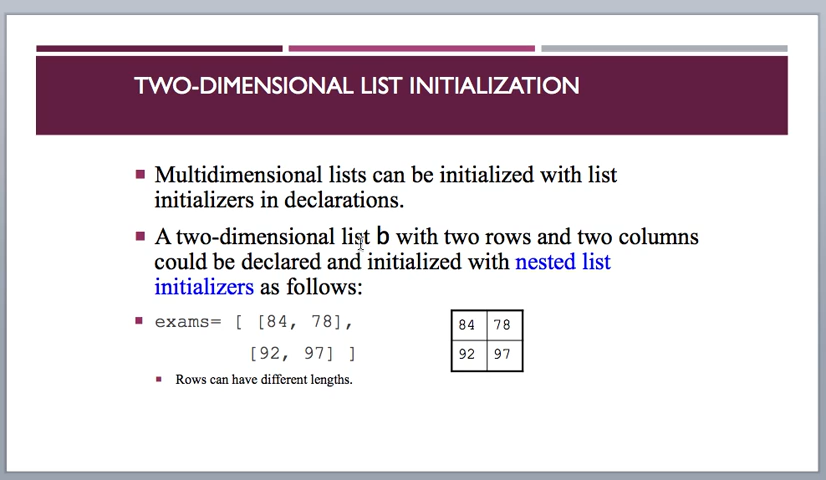 TWO-DIMENSIONAL LIST INITIALIZATION
Multidimensional lists can be initialized with list
initializers in declarations.
A two-dimensional list b with two rows and two columns
could be declared and initialized with nested list
initializers as follows:
exams= [ [84, 78],
[92, 97] ]
84 78
92 97
Rows can have different lengths.